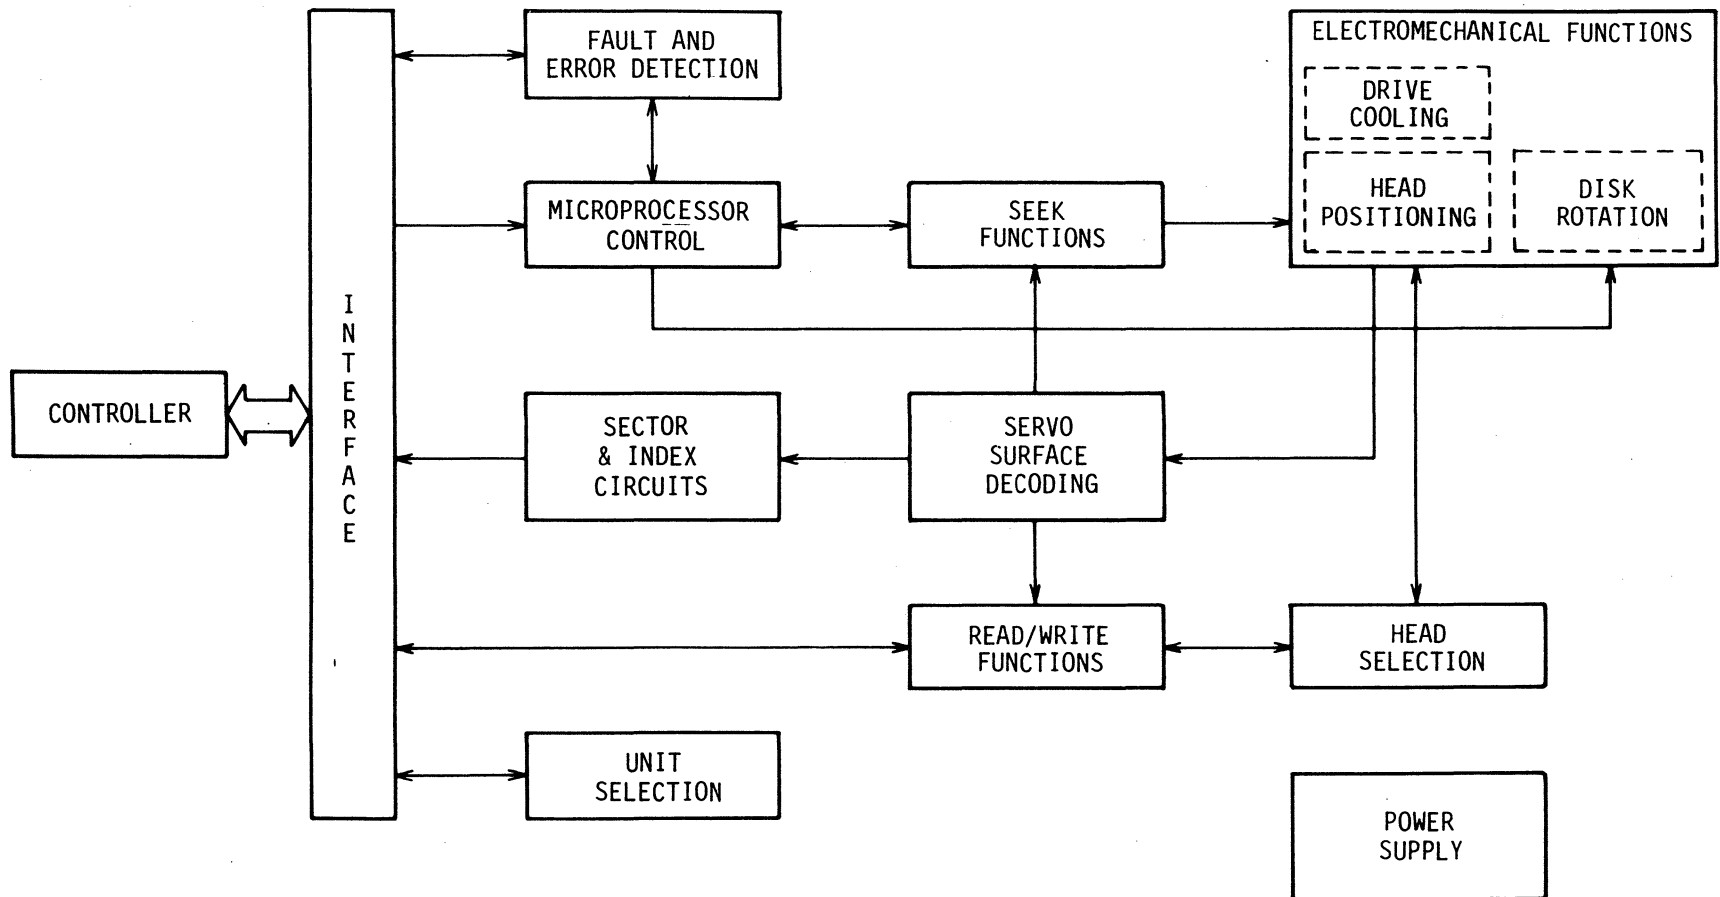 FAULT AND
ERROR DETECTION
ELECTROMECHANICAL FUNCTIONS
DRIVE
COOLING
HEAD
POSITIONING
DISK
ROTATION
MICROPROCESSOR
CONTROL
SEEK
FUNCTIONS
INTERFACE
CONTROLLER
SECTOR
& INDEX
CIRCUITS
SERVO
SURFACE
DECODING
READ/WRITE
FUNCTIONS
HEAD
SELECTION
UNIT
SELECTION
POWER
SUPPLY